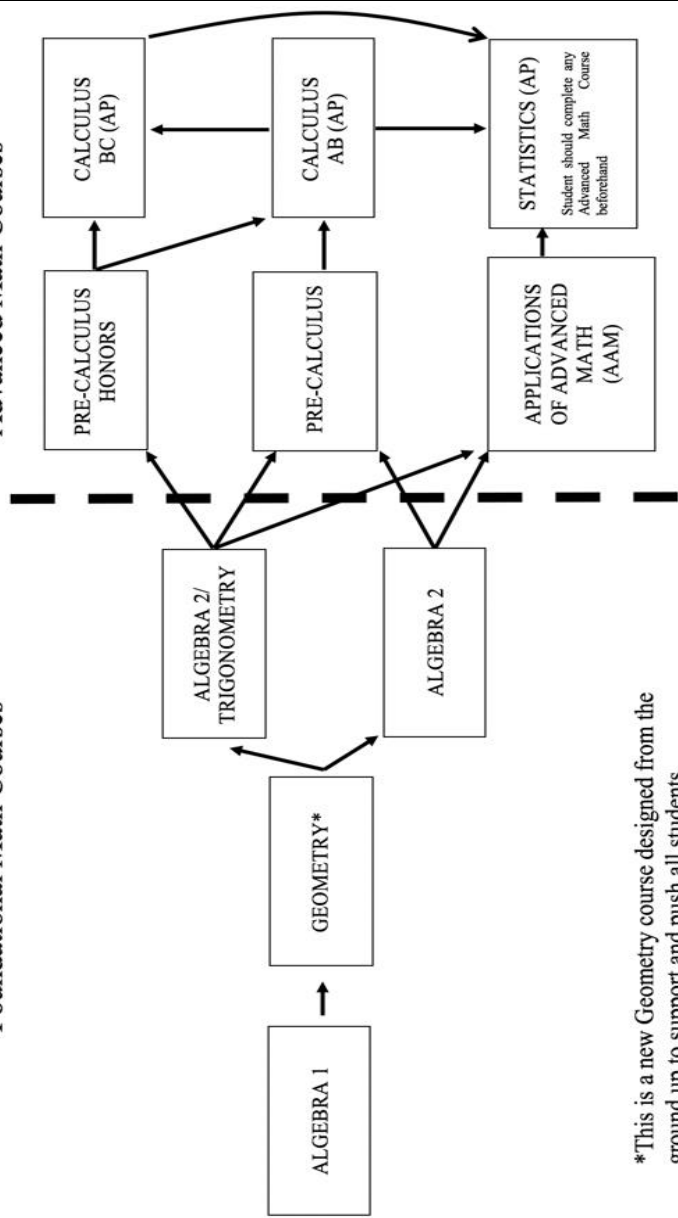 Foundational Math Courses
Advanced Math Courses
ALGEBRA 1
GEOMETRY*
ALGEBRA 2/
TRIGONOMETRY
ALGEBRA 2
PRE-CALCULUS
HONORS
PRE-CALCULUS
APPLICATIONS
OF ADVANCED
MATH
(AAM)
CALCULUS
BC (AP)
CALCULUS
AB (AP)
STATISTICS (AP)
Student should complete any
Advanced Math Course
beforehand
*This is a new Geometry course designed from the
ground up to support and push all students